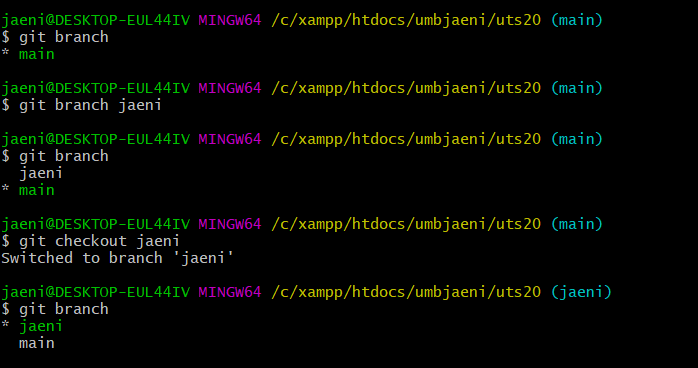 jaeni@DESKTOP-EUL44IV MINGW64 /c/xampp/htdocs/umbjaeni/uts20 (main)
$ git branch
* main
jaeni@DESKTOP-EUL44IV MINGW64 /c/xampp/htdocs/umbjaeni/uts20 (main)
$ git branch jaeni
jaeni@DESKTOP-EUL44IV MINGW64 /c/xampp/htdocs/umbjaeni/uts20 (main)
$ git branch
  jaeni
* main
jaeni@DESKTOP-EUL44IV MINGW64 /c/xampp/htdocs/umbjaeni/uts20 (main)
$ git checkout jaeni
Switched to branch 'jaeni'
jaeni@DESKTOP-EUL44IV MINGW64 /c/xampp/htdocs/umbjaeni/uts20 (jaeni)
$ git branch
* jaeni
  main